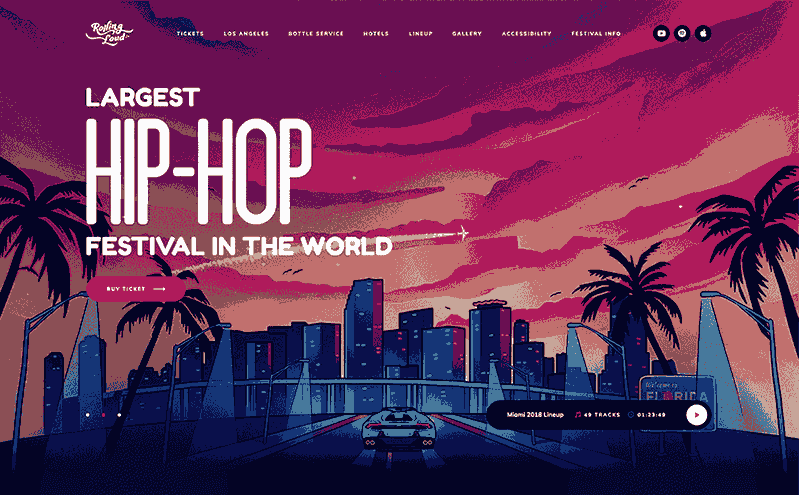 Rolling
Loud
TICKETS LOS ANGELES BOTTLE SERVICE HOTELS LINEUP GALLERY ACCESSIBILITY FESTIVAL INFO
LARGEST
HIP-HOP
FESTIVAL IN THE WORLD
BUY TICKET
Welcome to
FLORIDA
Miami 2018 Lineup 49 TRACKS 01:23:49